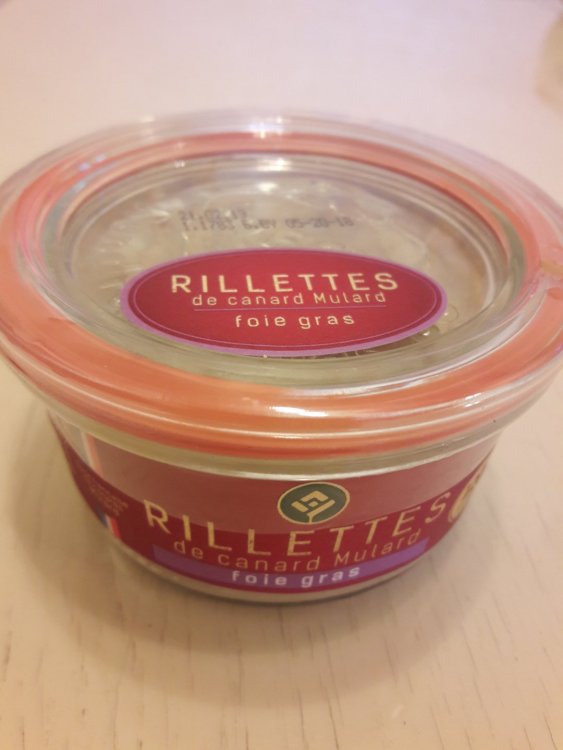 RILLETTES
de canard Mulard
foie gras
RILLETTES
de canard Mulard
foie gras